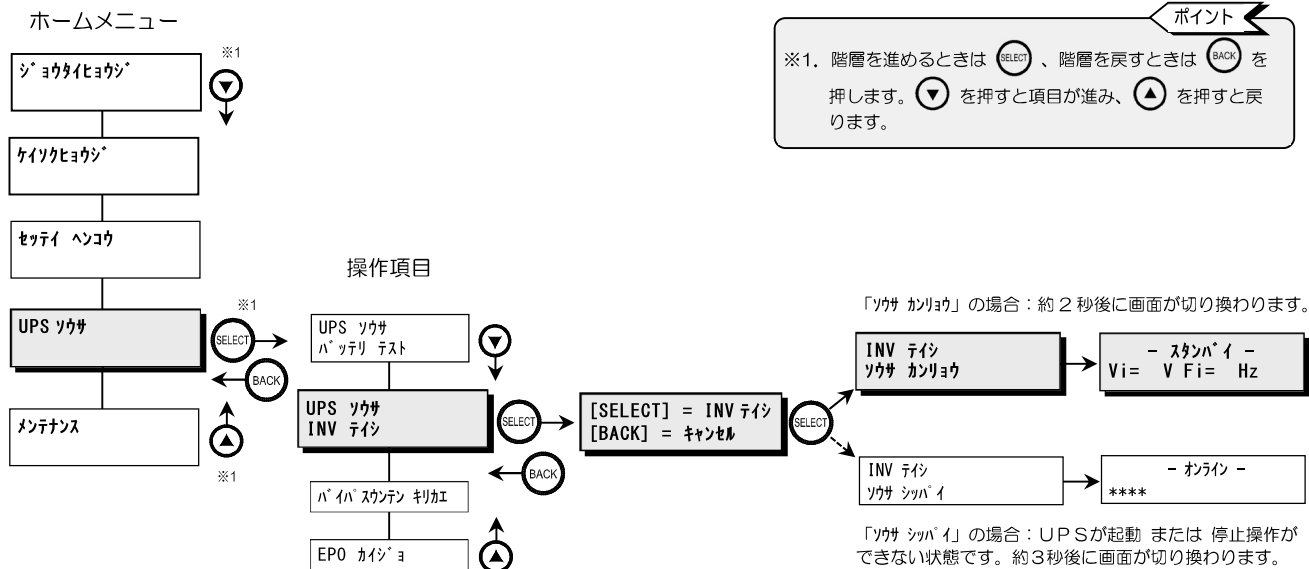 ホームメニュー
ｼﾞｮｳﾀｲﾋｮｳｼﾞ
※1
ｹｲｿｸﾋｮｳｼﾞ
ｾｯﾃｲ ﾍﾝｺｳ
UPS ｿｳｻ
※1
SELECT
BACK
ﾒﾝﾃﾅﾝｽ
※1
ポイント
※1. 階層を進めるときは SELECT 、階層を戻すときは BACK を
押します。▼ を押すと項目が進み、▲ を押すと戻
ります。
操作項目
UPS ｿｳｻ
ﾊﾞｯﾃﾘ ﾃｽﾄ
▼
UPS ｿｳｻ
INV ﾃｲｼ
SELECT
BACK
ﾊﾞｲﾊﾟｽｳﾝﾃﾝ ｷﾘｶｴ
EPO ｶｲｼﾞｮ
▲
[SELECT] = INV ﾃｲｼ
[BACK] = ｷｬﾝｾﾙ
SELECT
「ｿｳｻ ｶﾝﾘｮｳ」の場合：約２秒後に画面が切り換わります。
INV ﾃｲｼ
ｿｳｻ ｶﾝﾘｮｳ
- ｽﾀﾝﾊﾞｲ -
Vi= V Fi= Hz
INV ﾃｲｼ
ｿｳｻ ｼｯﾊﾟｲ
- ｵﾝﾗｲﾝ -
****
「ｿｳｻ ｼｯﾊﾟｲ」の場合：ＵＰＳが起動 または 停止操作が
できない状態です。約３秒後に画面が切り換わります。